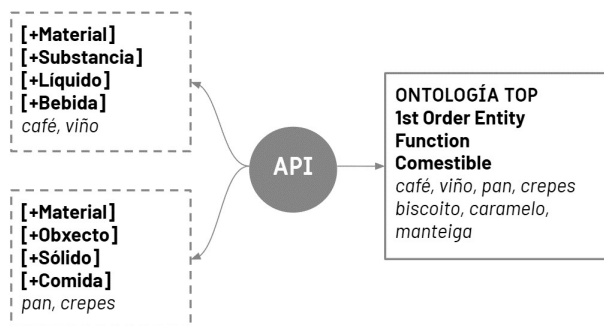 [+Material]
[+Substancia]
[+Líquido]
[+Bebida]
café, viño
[+Material]
[+Obxecto]
[+Sólido]
[+Comida]
pan, crepes
API
ONTOLOGÍA TOP
1st Order Entity
Function
Comestible
café, viño, pan, crepes
biscoito, caramelo,
manteiga